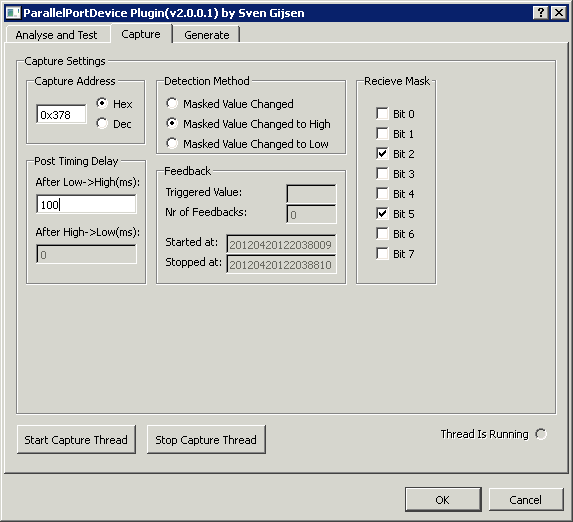 ParallelPortDevice Plugin(v2.0.0.1) by Sven Gijsen
Analyse and Test
Capture
Generate
Capture Settings
Capture Address
0x378
Hex
Dec
Detection Method
Masked Value Changed
Masked Value Changed to High
Masked Value Changed to Low
Recieve Mask
Bit 0
Bit 1
Bit 2
Bit 3
Bit 4
Bit 5
Bit 6
Bit 7
Post Timing Delay
After Low->High(ms):
100
After High->Low(ms):
0
Feedback
Triggered Value:
Nr of Feedbacks:
0
Started at:
20120420122038009
Stopped at:
20120420122038810
Start Capture Thread
Stop Capture Thread
Thread Is Running
OK
Cancel